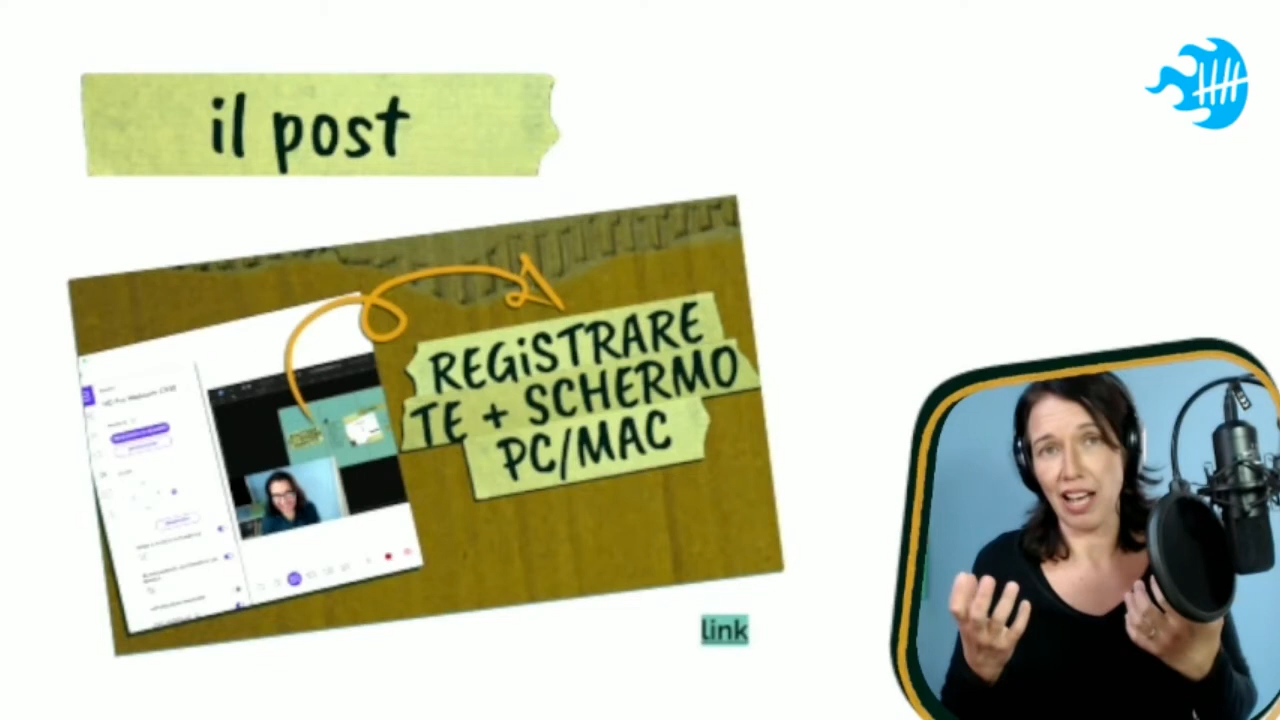 il post
REGiSTRARE
TE + SCHERMO
PC/MAC
link